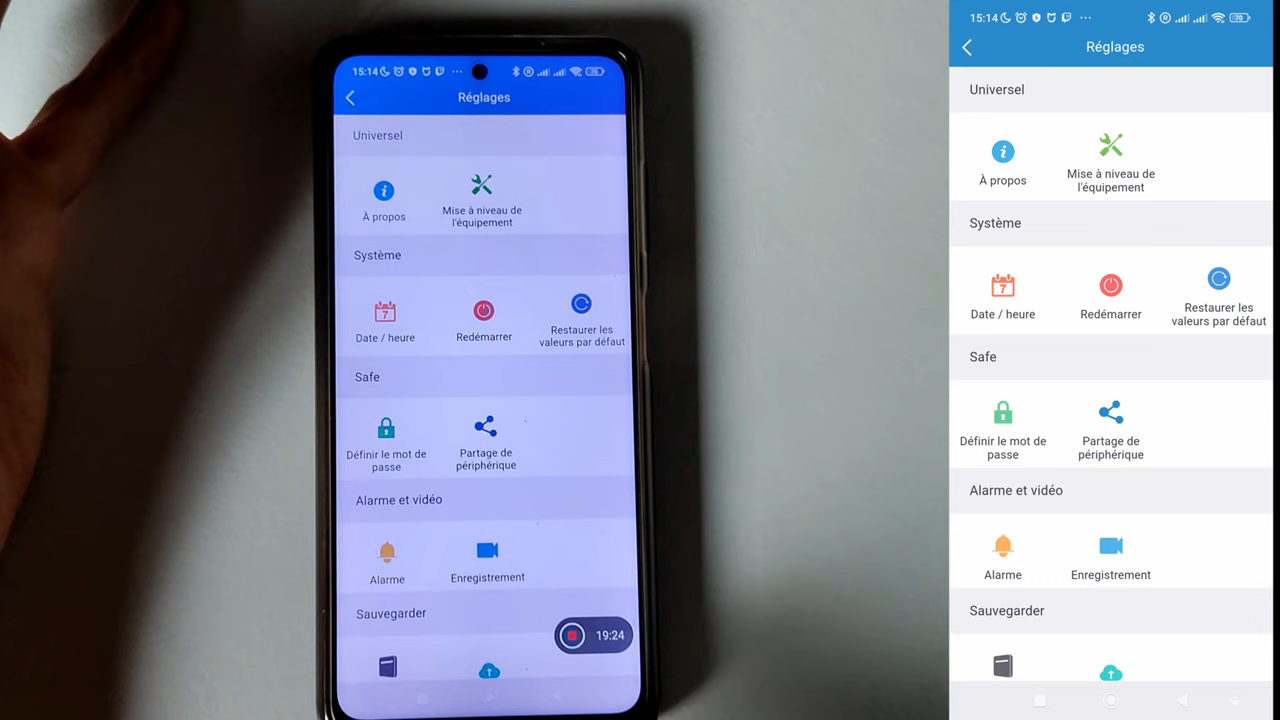 15:14
Réglages
Universel
À propos
Mise à niveau de
l'équipement
Système
Date / heure
7
Redémarrer
Restaurer les
valeurs par défaut
Safe
Définir le mot de
passe
Partage de
périphérique
Alarme et vidéo
Alarme
Enregistrement
Sauvegarder
19:24
15:14
R
70
Réglages
Universel
À propos
Mise à niveau de
l'équipement
Système
7
Date / heure
Redémarrer
Restaurer les
valeurs par défaut
Safe
Définir le mot de
passe
Partage de
périphérique
Alarme et vidéo
Alarme
Enregistrement
Sauvegarder